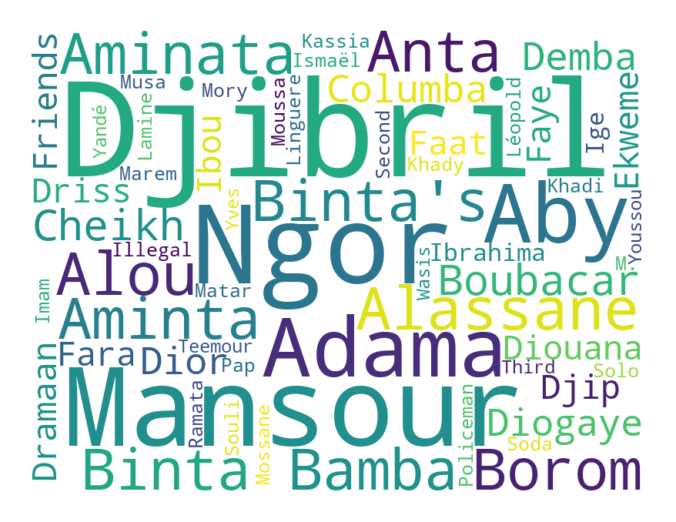 Friends
Aminata
Kassia
Ismaël
Anta
Demba
Djibril
Musa
Mory
Yandé
Lamine
Marem
Ibou
Moussa
Linguere
Columba
Second
Faat
Khady
Léopold
Faye
Ige
Ekweme
Driss
Cheikh
Yves
Binta's
Aby
Khadi
Youssou
Illegal
Ngor
Alou
Matar
Wasis
Ibrahima
M.
Boubacar
Imam
Aminta
Alassane
Teemour
Fara
Dior
Pap
Adama
Diouana
Third
Solo
Dramaan
Mansour
Djip
Ramata
Souli
Mossane
Policeman
Diogaye
Soda
Binta
Bamba
Borom